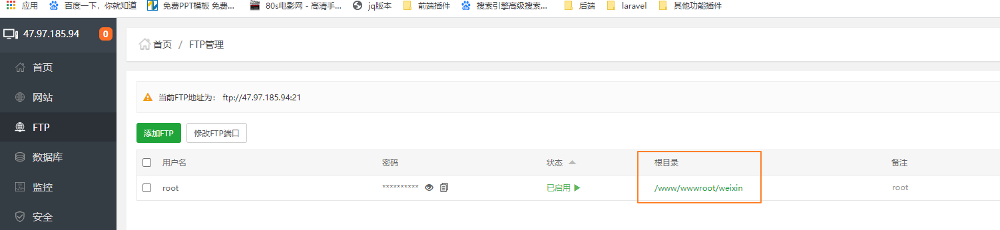 应用 百度一下，你就知道 免费PPT模板 免费... 80s电影网 - 高清手... jq版本 前端插件 搜索引擎高级搜索... 后端 laravel 其他功能插件
47.97.185.94 0
首页 / FTP管理
首页
网站
FTP
数据库
监控
安全
当前FTP地址为： ftp://47.97.185.94:21
添加FTP 修改FTP端口
用户名 密码 状态 根目录 备注
root ********** 已启用 /www/wwwroot/weixin root